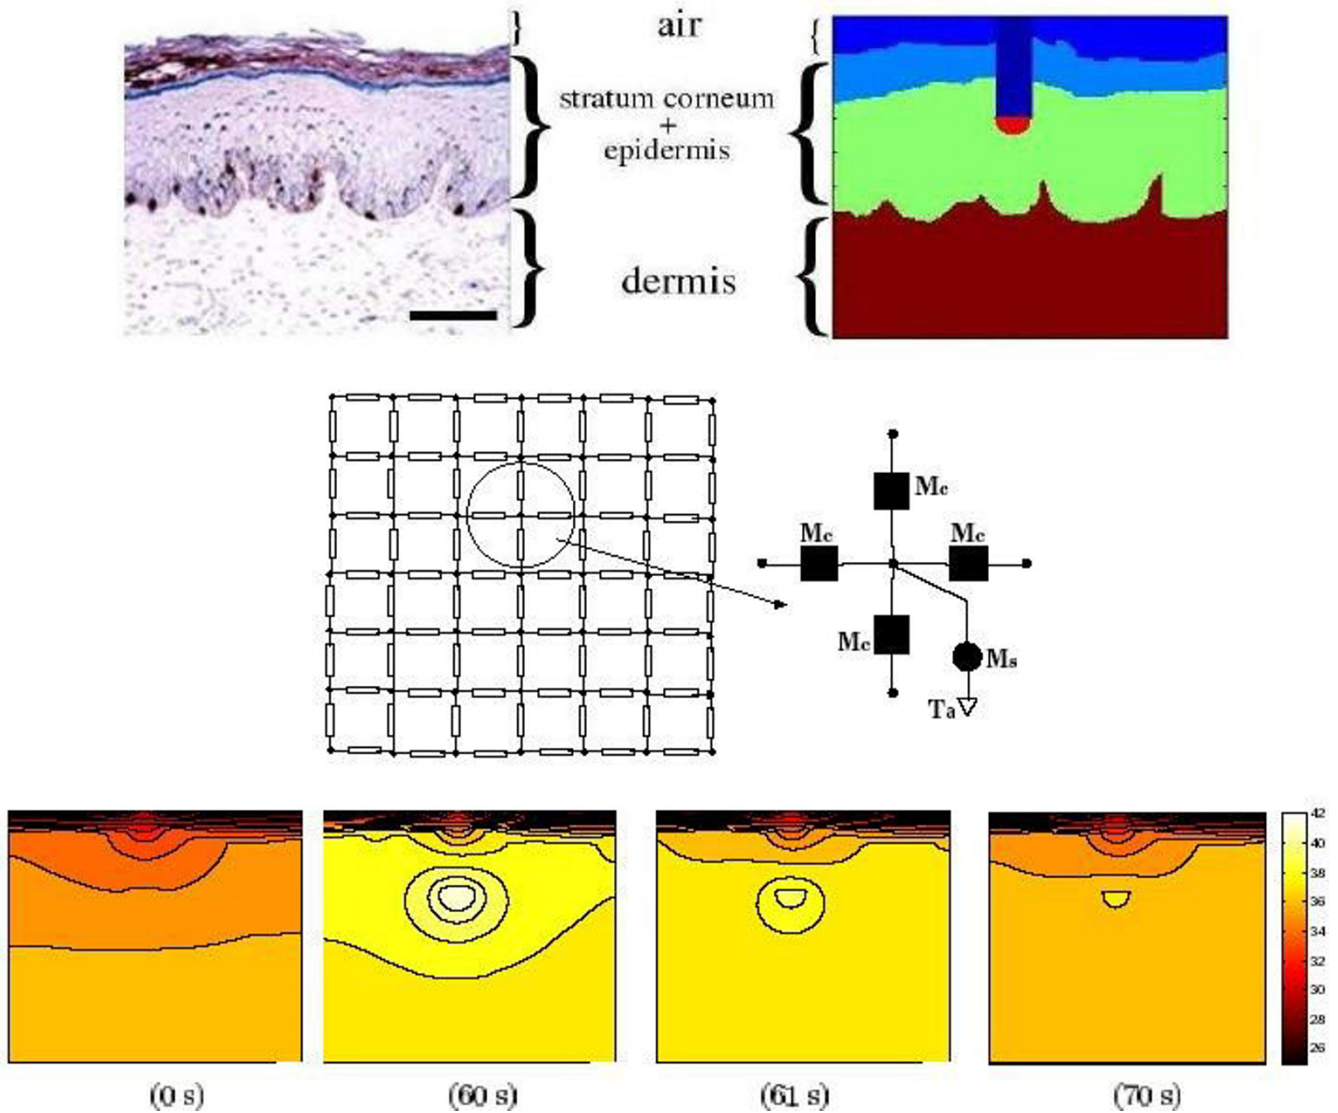 air
stratum corneum
+
epidermis
dermis
Mc
Mc
Mc
Mc
Ms
Ta
42
40
38
36
34
32
30
28
26
(0 s)
(60 s)
(61 s)
(70 s)